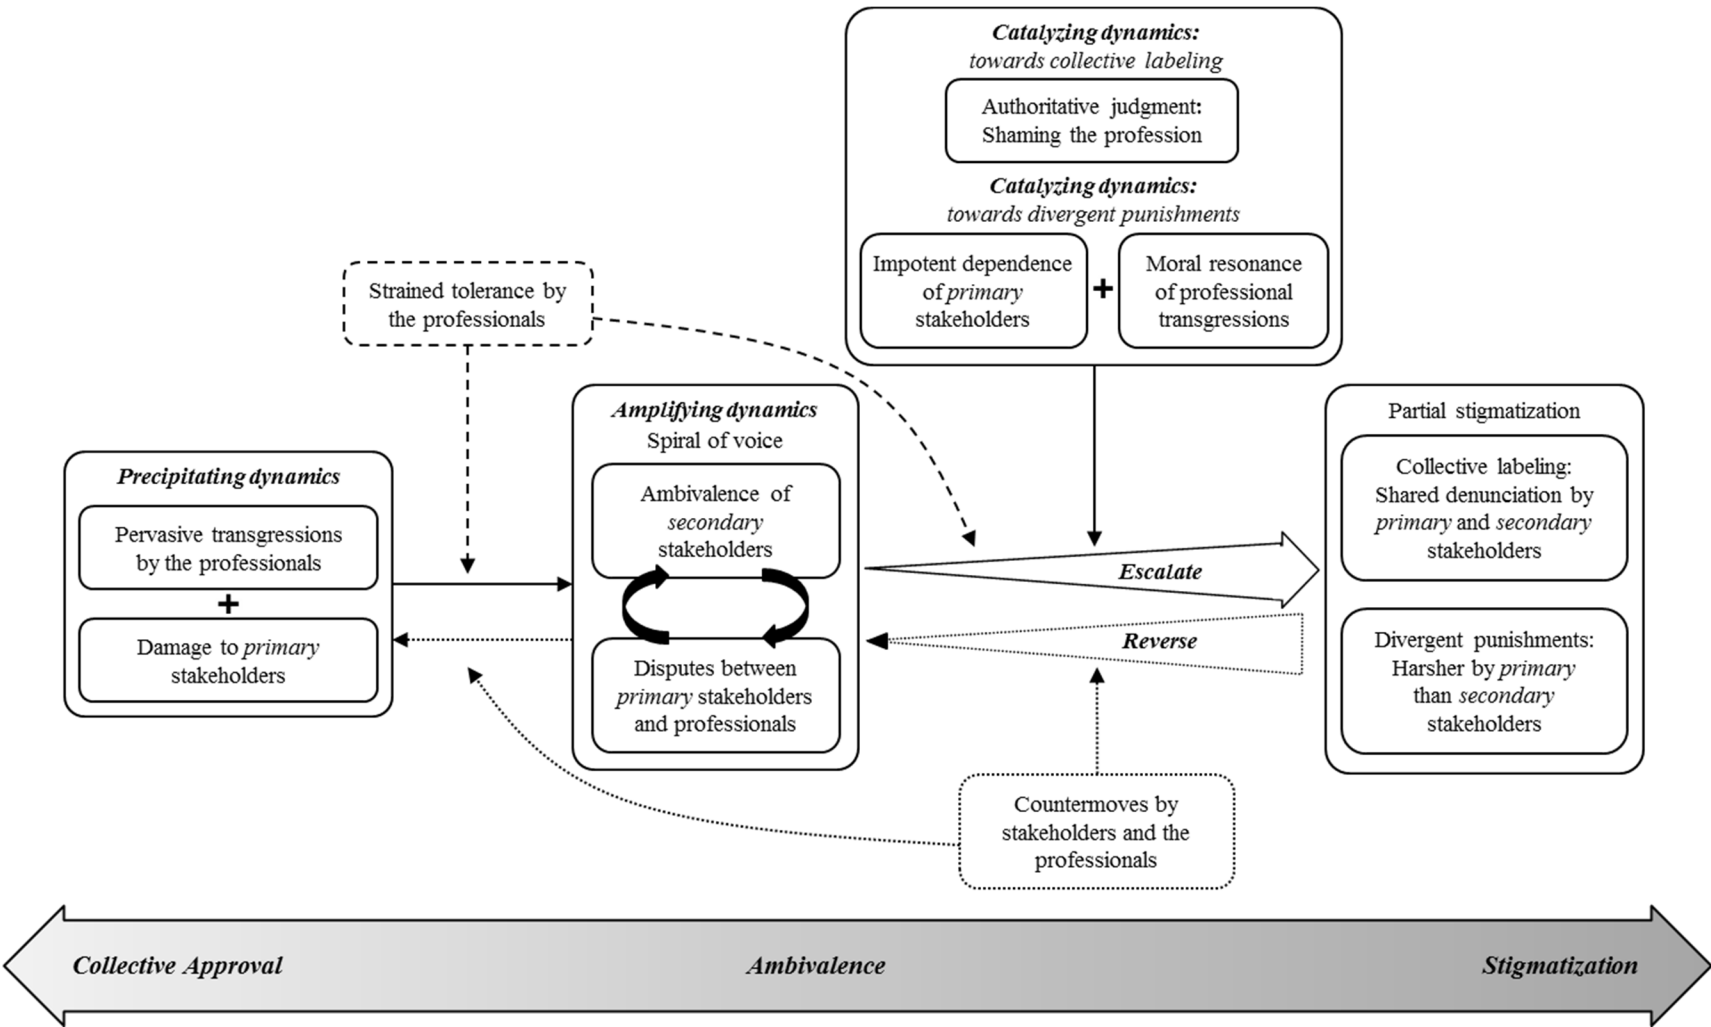 Catalyzing dynamics:
towards collective labeling
Authoritative judgment:
Shaming the profession
Catalyzing dynamics:
towards divergent punishments
Impotent dependence
of primary
stakeholders
+
Moral resonance
of professional
transgressions
Strained tolerance by
the professionals
Precipitating dynamics
Pervasive transgressions
by the professionals
+
Damage to primary
stakeholders
Amplifying dynamics
Spiral of voice
Ambivalence of
secondary
stakeholders
Disputes between
primary stakeholders
and professionals
Escalate
Reverse
Partial stigmatization
Collective labeling:
Shared denunciation by
primary and secondary
stakeholders
Divergent punishments:
Harsher by primary
than secondary
stakeholders
Countermoves by
stakeholders and the
professionals
Collective Approval
Ambivalence
Stigmatization